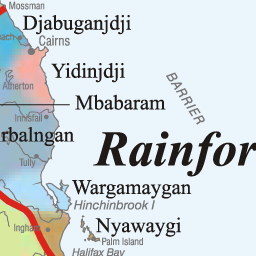 Mossman
Djabuganjdji
Cairns
Yidinjdji
Atherton
BARRIER
Mbabaram
Innisfail
rbalngan
Rainfor
Tully
Wargamaygan
Hinchinbrook I
Nyawaygi
Ingham
Palm Island
Halifax Bay